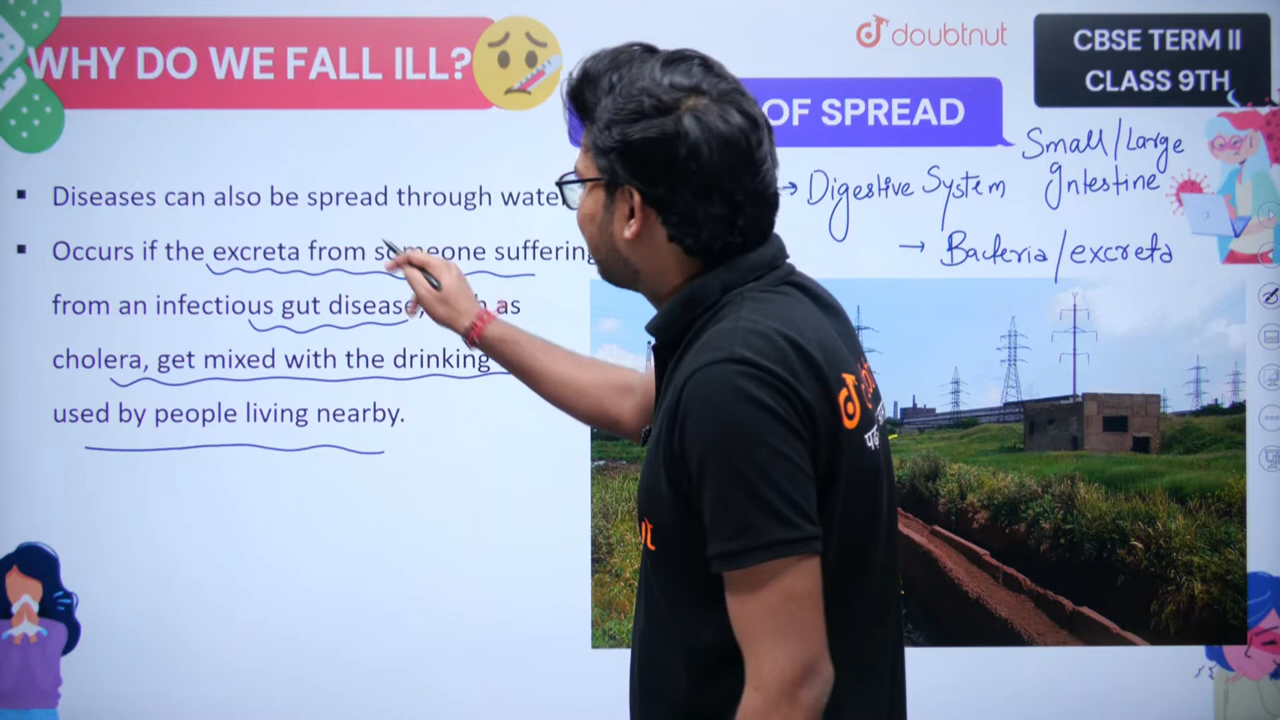 WHY DO WE FALL ILL?
doubtnut
CBSE TERM II
CLASS 9TH
OF SPREAD
Small/Large
Intestine
→ Digestive System
→ Bacteria/excreta
▪ Diseases can also be spread through wate
▪ Occurs if the excreta from someone suffering
from an infectious gut disease, as
cholera, get mixed with the drinking
used by people living nearby.